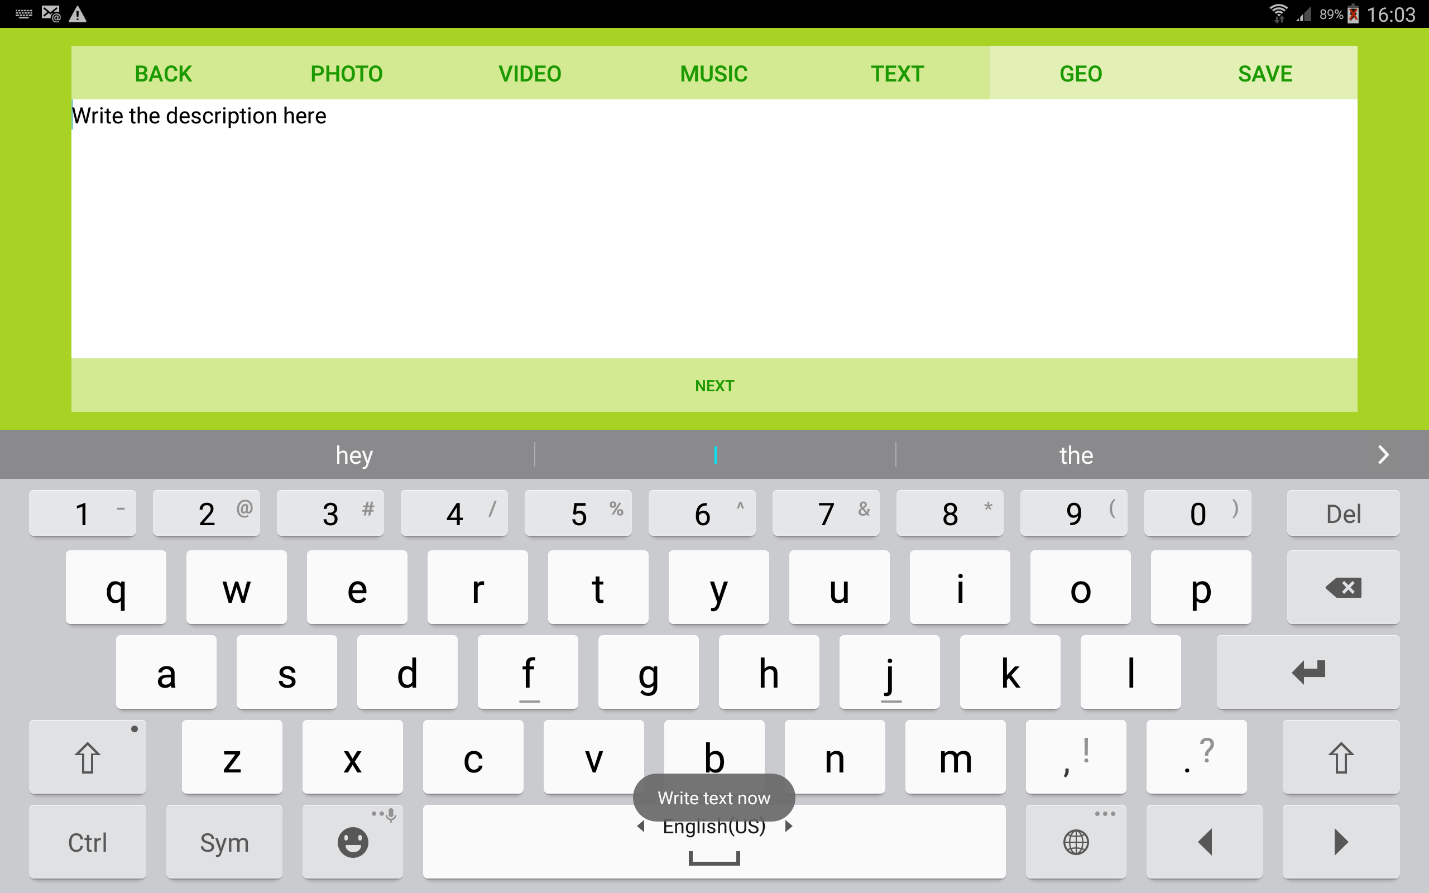 89% 16:03
BACK PHOTO VIDEO MUSIC TEXT GEO SAVE
Write the description here
NEXT
hey I the
1 - 2 @ 3 # 4 / 5 % 6 ^ 7 & 8 * 9 ( 0 ) Del
q w e r t y u i o p
a s d f g h j k l
z x c v b n m , ! . ?
Write text now
Ctrl Sym English(US)